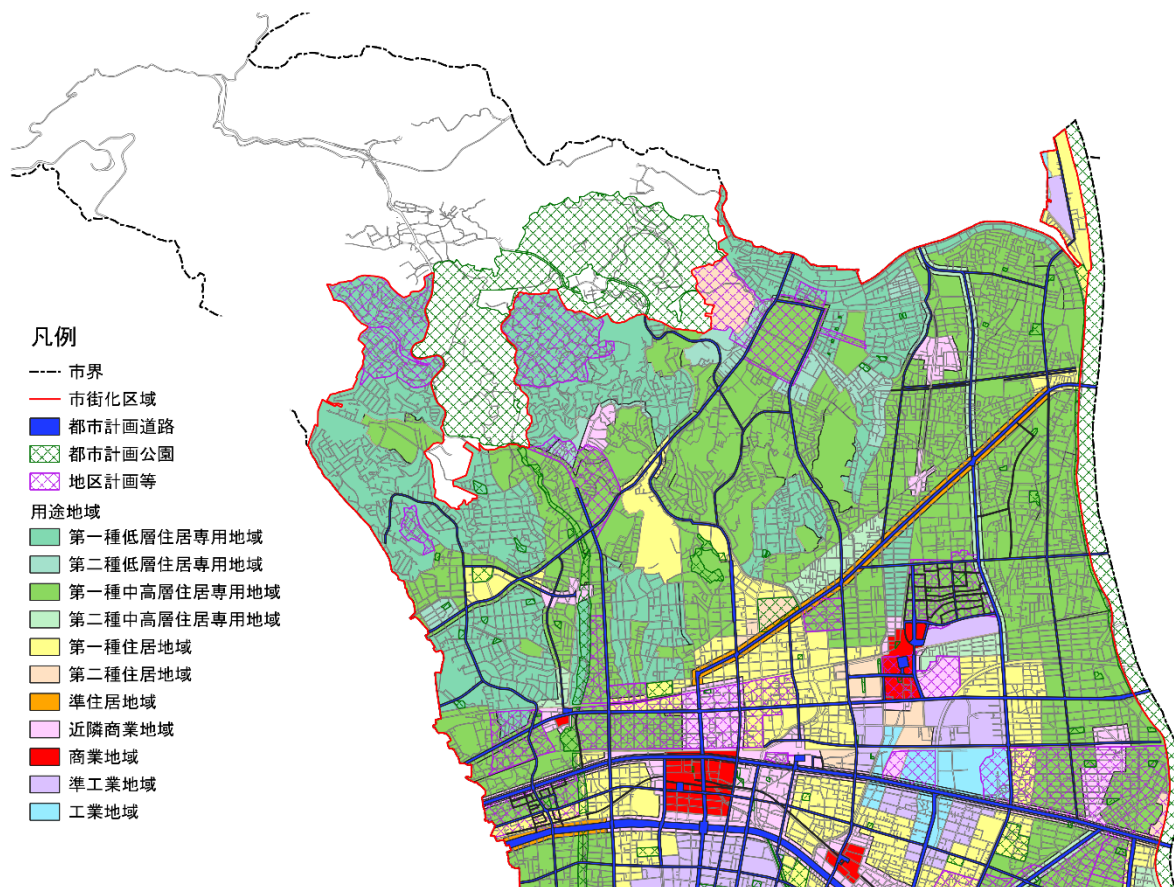 凡例
市界
市街化区域
都市計画道路
都市計画公園
地区計画等
用途地域
第一種低層住居専用地域
第二種低層住居専用地域
第一種中高層住居専用地域
第二種中高層住居専用地域
第一種住居地域
第二種住居地域
準住居地域
近隣商業地域
商業地域
準工業地域
工業地域